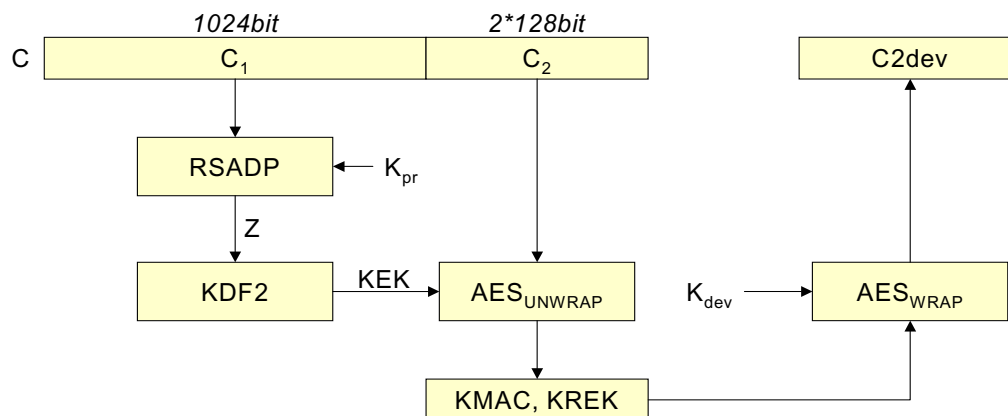 1024bit
2*128bit
C
C₁
C₂
C2dev
RSADP
Kpr
Z
KDF2
KEK
AESUNWRAP
Kdev
AESWRAP
KMAC, KREK